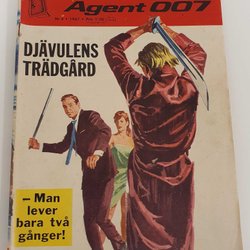 Agent 007
DJÄVULENS
TRÄDGÅRD
– Man
lever
bara två
gånger!